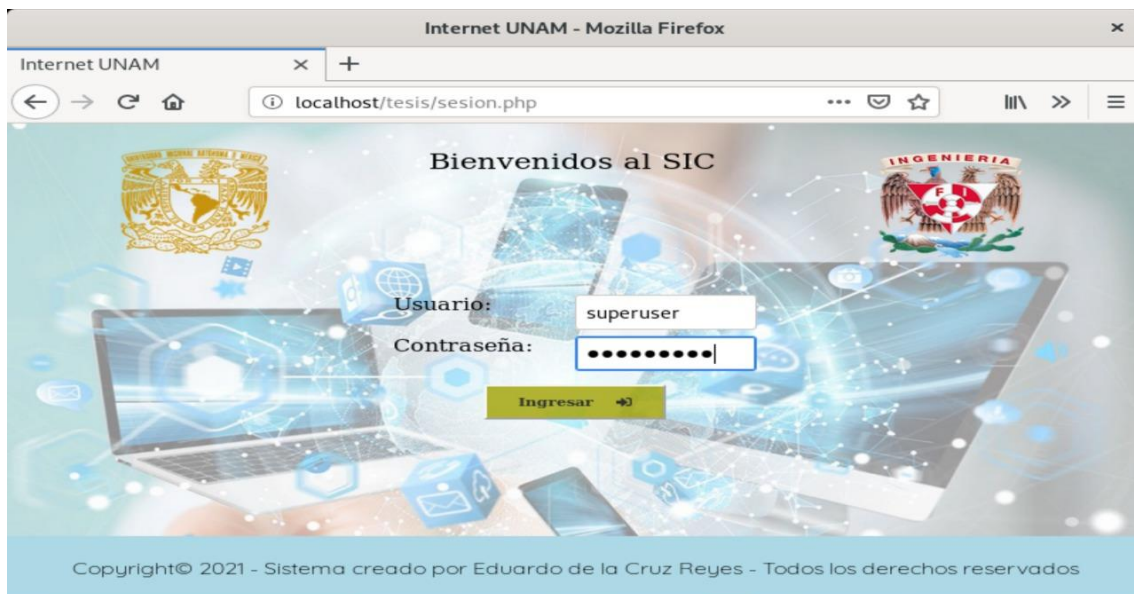 Internet UNAM - Mozilla Firefox
Internet UNAM
localhost/tesis/sesion.php
Bienvenidos al SIC
INGENIERIA
FI
Usuario: superuser
Contraseña: ●●●●●●●●●
Ingresar
Copyright© 2021 - Sistema creado por Eduardo de la Cruz Reyes - Todos los derechos reservados